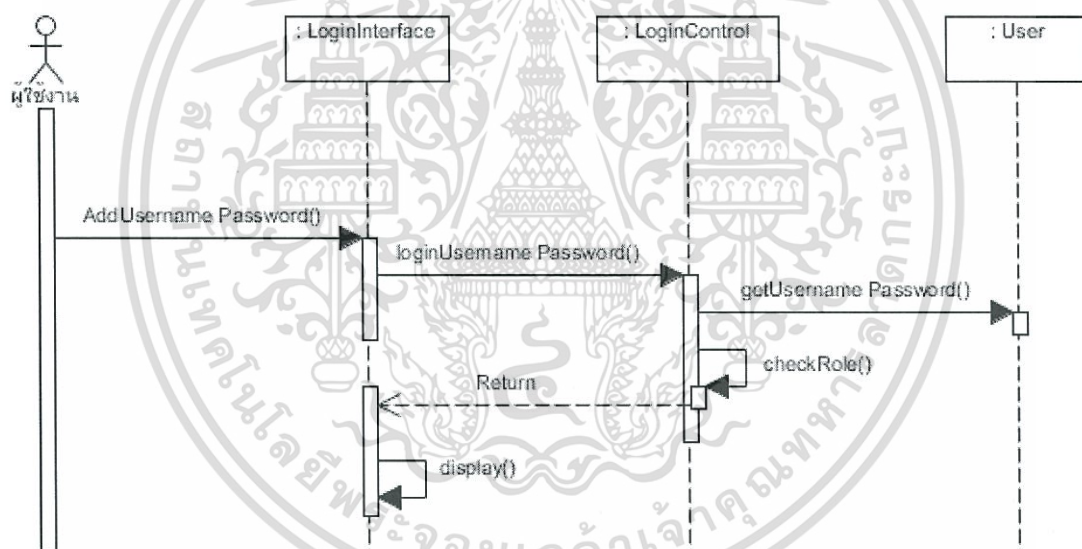 : LoginInterface
: LoginControl
: User
ผู้ใช้งาน
AddUsername Password()
loginUsername Password()
getUsername Password()
checkRole()
Return
display()